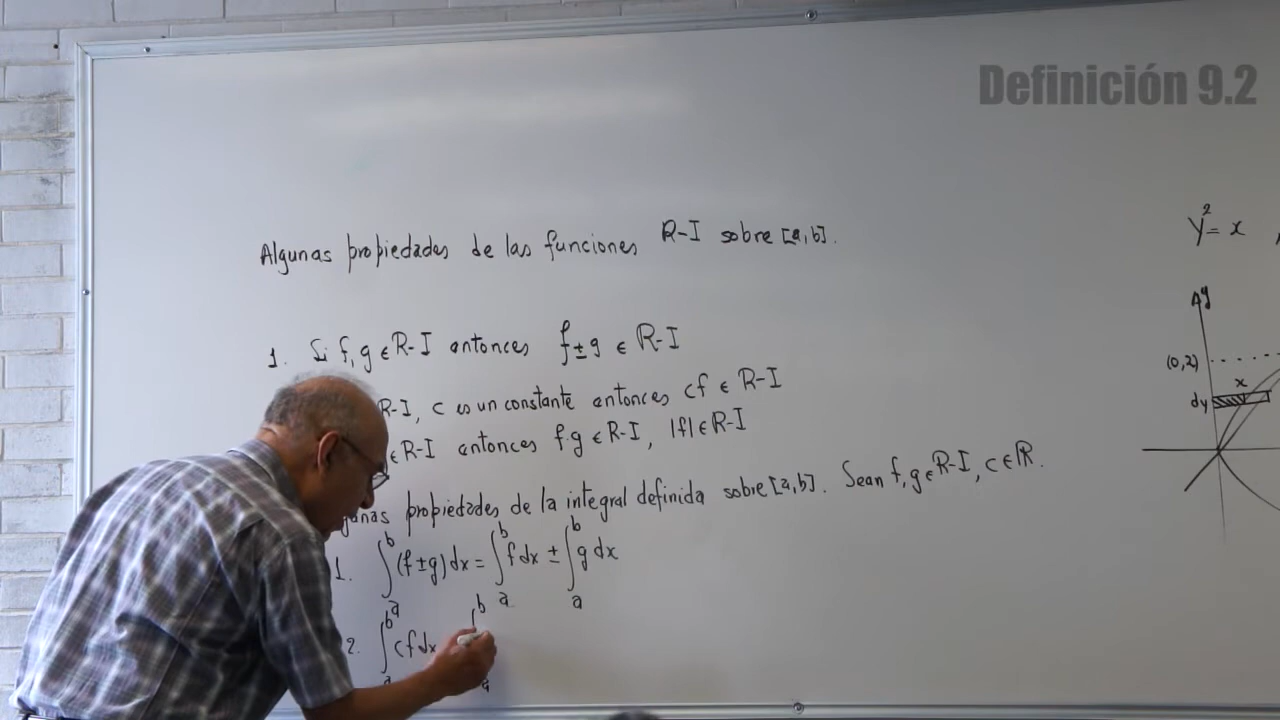 Definición 9.2
Algunas propiedades de las funciones R-I sobre [a,b].
1. Si f, g ∈ R-I entonces f ± g ∈ R-I
R-I, c es un constante entonces cf ∈ R-I
∈ R-I entonces f·g ∈ R-I, |f| ∈ R-I
gunas propiedades de la integral definida sobre [a,b]. Sean f, g ∈ R-I, c ∈ ℝ.
1. ∫_a^b (f ± g) dx = ∫_a^b f dx ± ∫_a^b g dx
2. ∫_a^b cf dx ∫_a^b
y² = x
y
(0,2)
x
dy